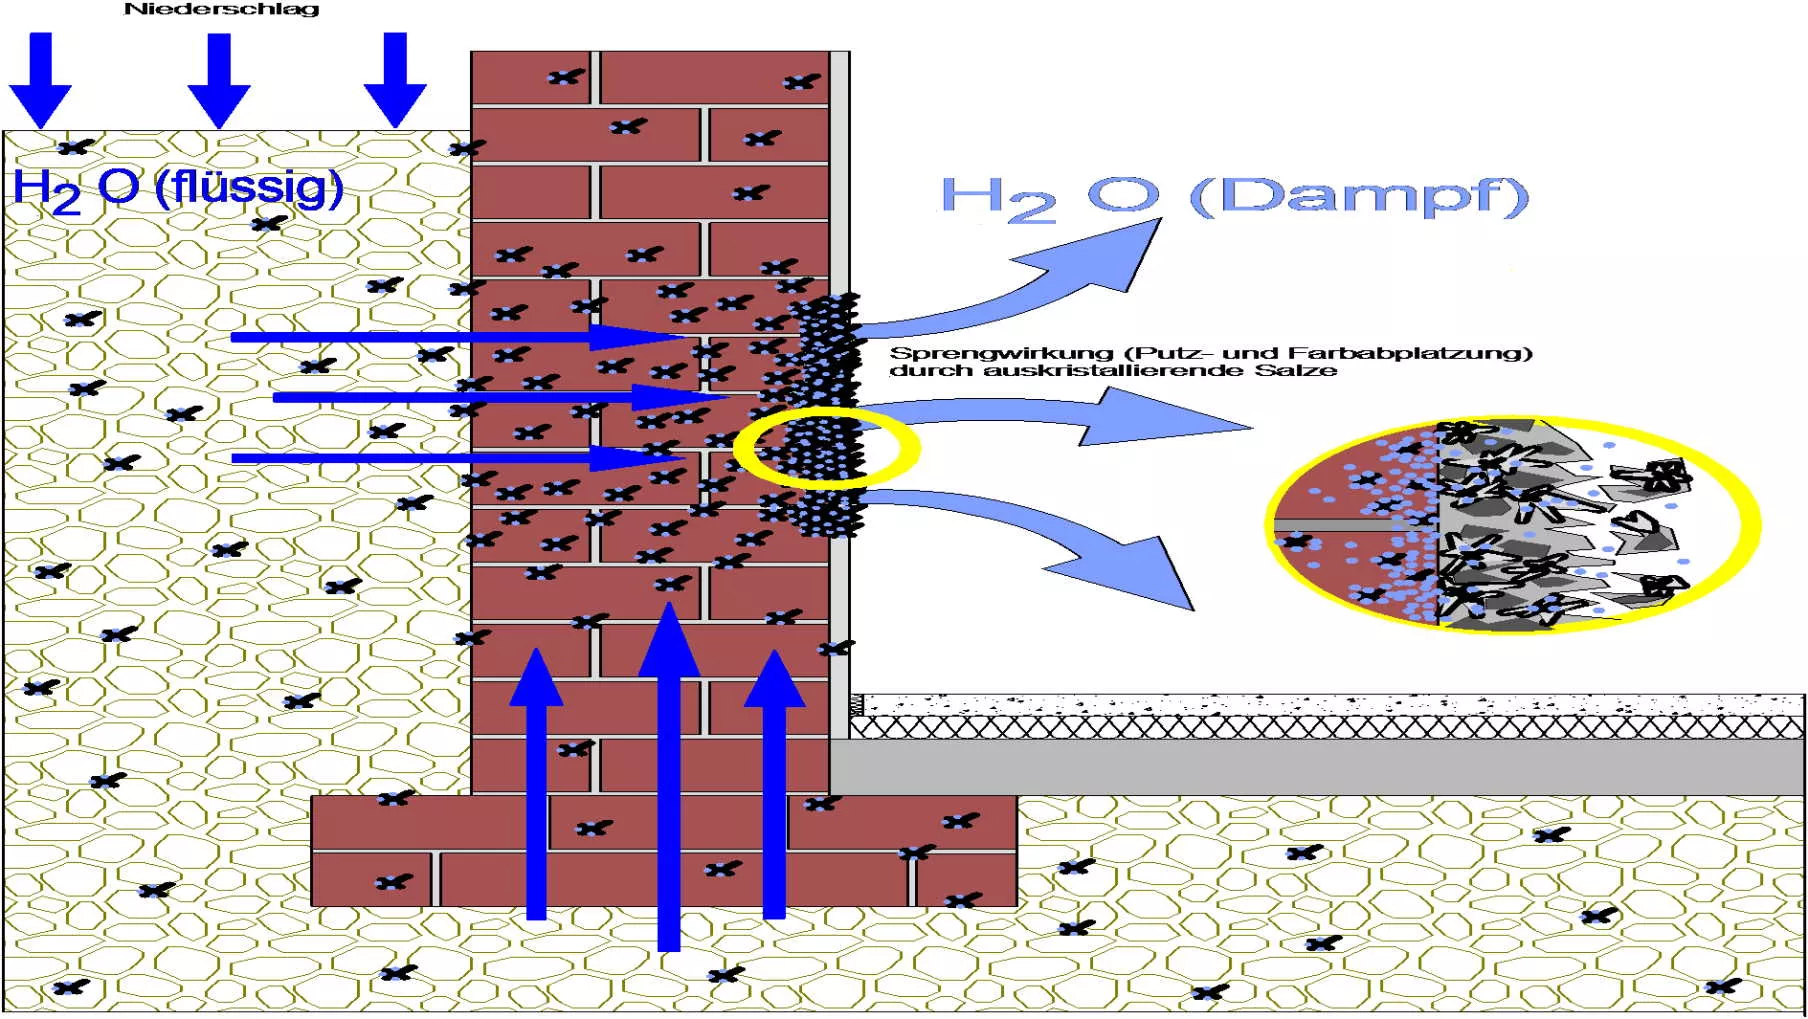 Niederschlag
H2 O (flüssig)
H2 O (Dampf)
Sprengwirkung (Putz- und Farbabplatzung)
durch auskristallierende Salze